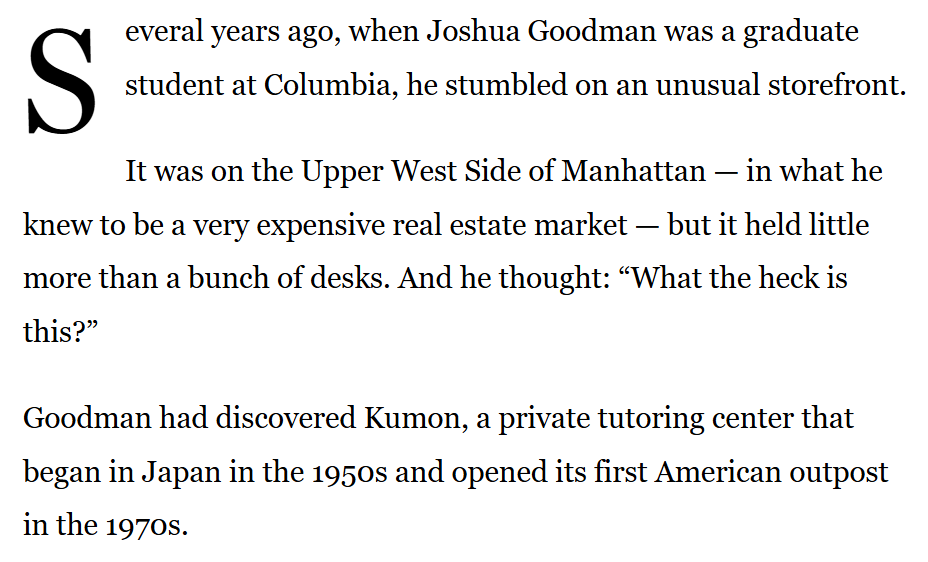 Several years ago, when Joshua Goodman was a graduate
student at Columbia, he stumbled on an unusual storefront.
It was on the Upper West Side of Manhattan — in what he
knew to be a very expensive real estate market — but it held little
more than a bunch of desks. And he thought: “What the heck is
this?”
Goodman had discovered Kumon, a private tutoring center that
began in Japan in the 1950s and opened its first American outpost
in the 1970s.